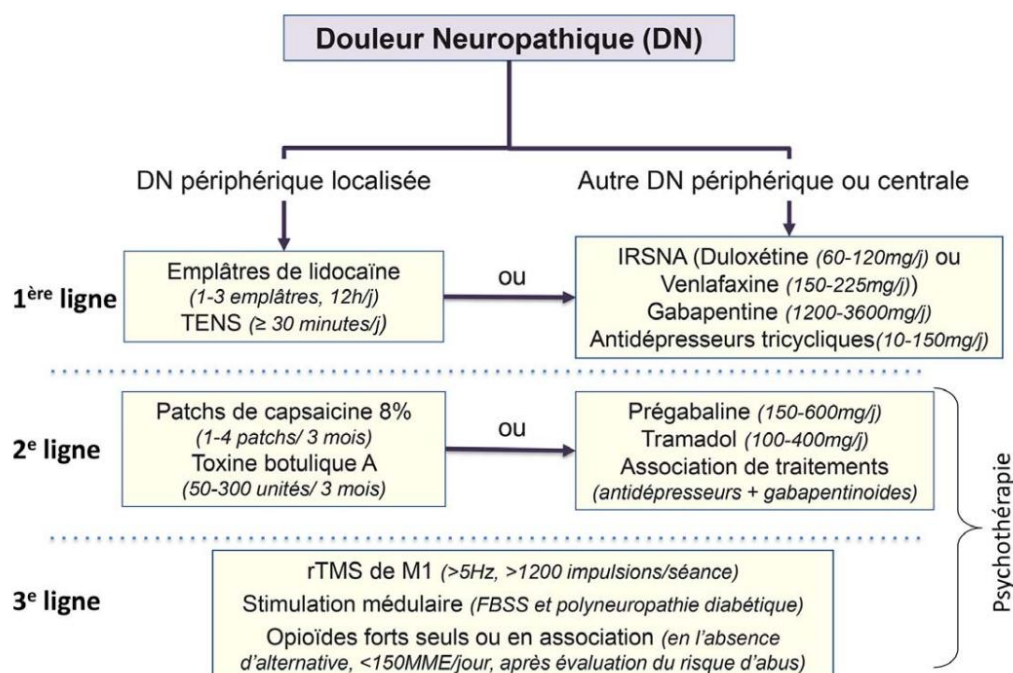 Douleur Neuropathique (DN)
DN périphérique localisée
Autre DN périphérique ou centrale
1ère ligne
Emplâtres de lidocaïne
(1-3 emplâtres, 12h/j)
TENS (≥ 30 minutes/j)
ou
IRSNA (Duloxétine (60-120mg/j) ou
Venlafaxine (150-225mg/j))
Gabapentine (1200-3600mg/j)
Antidépresseurs tricycliques(10-150mg/j)
2e ligne
Patchs de capsaicine 8%
(1-4 patchs/ 3 mois)
Toxine botulique A
(50-300 unités/ 3 mois)
ou
Prégabaline (150-600mg/j)
Tramadol (100-400mg/j)
Association de traitements
(antidépresseurs + gabapentinoides)
3e ligne
rTMS de M1 (>5Hz, >1200 impulsions/séance)
Stimulation médulaire (FBSS et polyneuropathie diabétique)
Opioïdes forts seuls ou en association (en l'absence
d'alternative, <150MME/jour, après évaluation du risque d'abus)
Psychothérapie